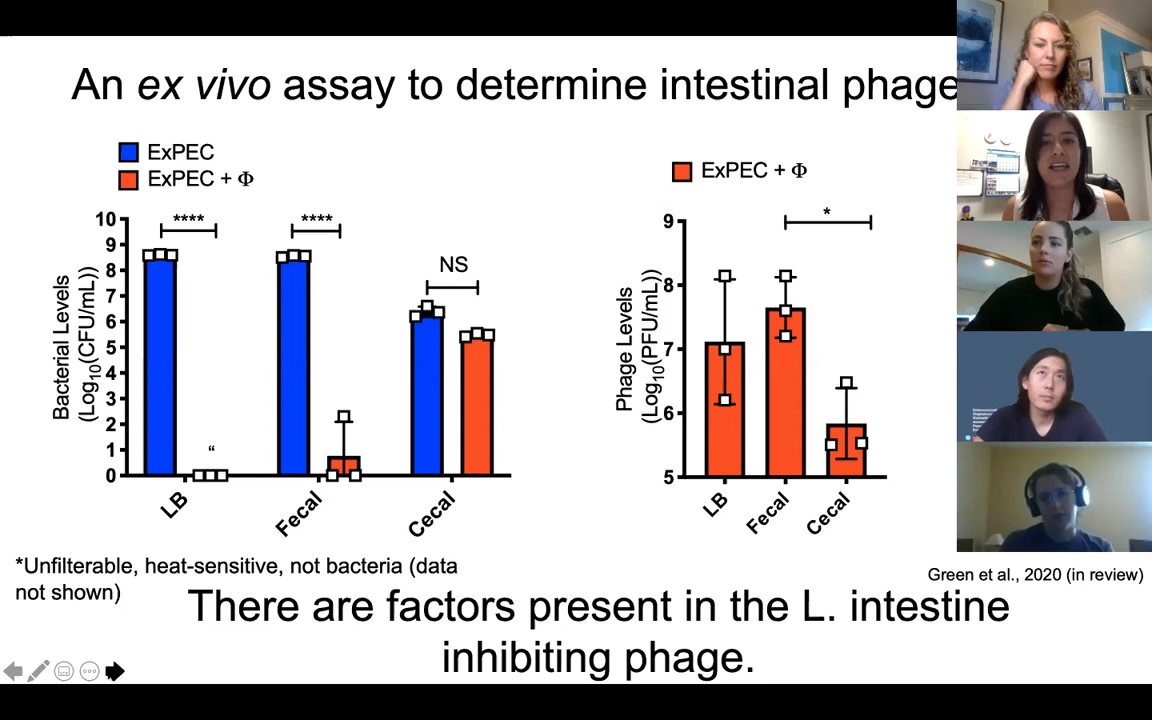 An ex vivo assay to determine intestinal phage
ExPEC
ExPEC + Φ
ExPEC + Φ
Bacterial Levels
(Log10(CFU/mL))
10
9
8
7
6
5
4
3
2
1
0
****
****
NS
“
LB
Fecal
Cecal
Phage Levels
(Log10(PFU/mL))
9
8
7
6
5
*
LB
Fecal
Cecal
*Unfilterable, heat-sensitive, not bacteria (data
not shown)
Green et al., 2020 (in review)
There are factors present in the L. intestine
inhibiting phage.